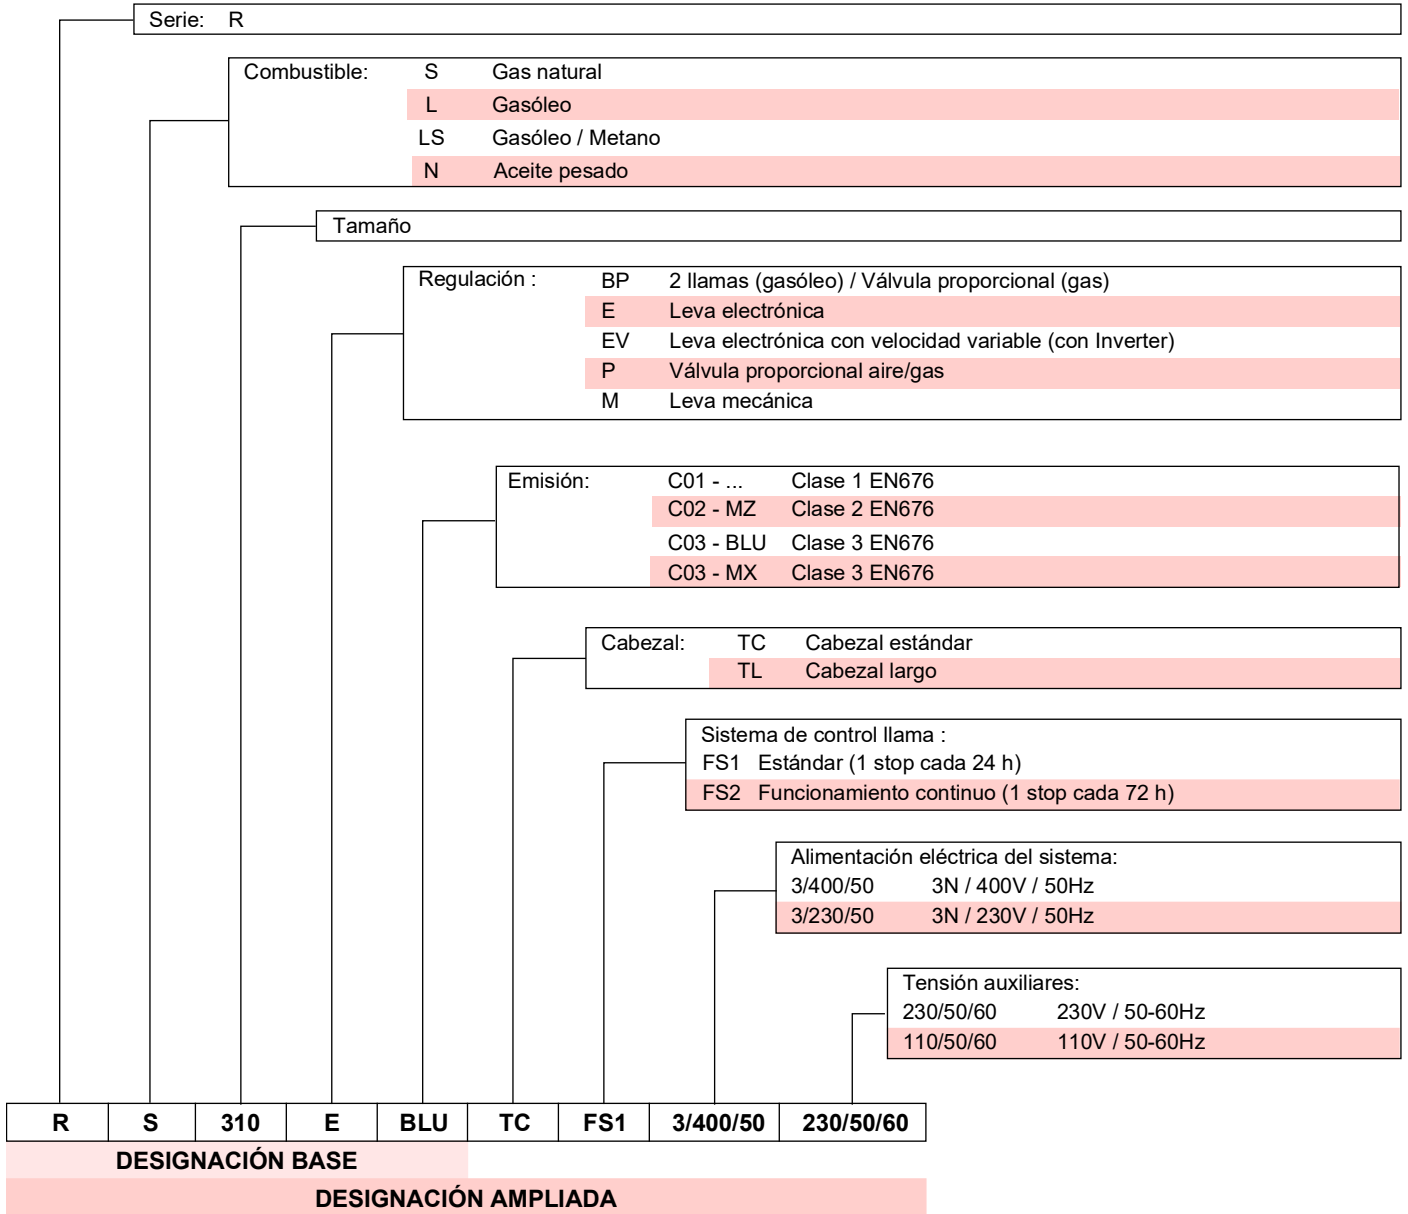 Serie: R
Combustible: S Gas natural
L Gasóleo
LS Gasóleo / Metano
N Aceite pesado
Tamaño
Regulación : BP 2 llamas (gasóleo) / Válvula proporcional (gas)
E Leva electrónica
EV Leva electrónica con velocidad variable (con Inverter)
P Válvula proporcional aire/gas
M Leva mecánica
Emisión: C01 - ... Clase 1 EN676
C02 - MZ Clase 2 EN676
C03 - BLU Clase 3 EN676
C03 - MX Clase 3 EN676
Cabezal: TC Cabezal estándar
TL Cabezal largo
Sistema de control llama :
FS1 Estándar (1 stop cada 24 h)
FS2 Funcionamiento continuo (1 stop cada 72 h)
Alimentación eléctrica del sistema:
3/400/50 3N / 400V / 50Hz
3/230/50 3N / 230V / 50Hz
Tensión auxiliares:
230/50/60 230V / 50-60Hz
110/50/60 110V / 50-60Hz
R S 310 E BLU TC FS1 3/400/50 230/50/60
DESIGNACIÓN BASE
DESIGNACIÓN AMPLIADA